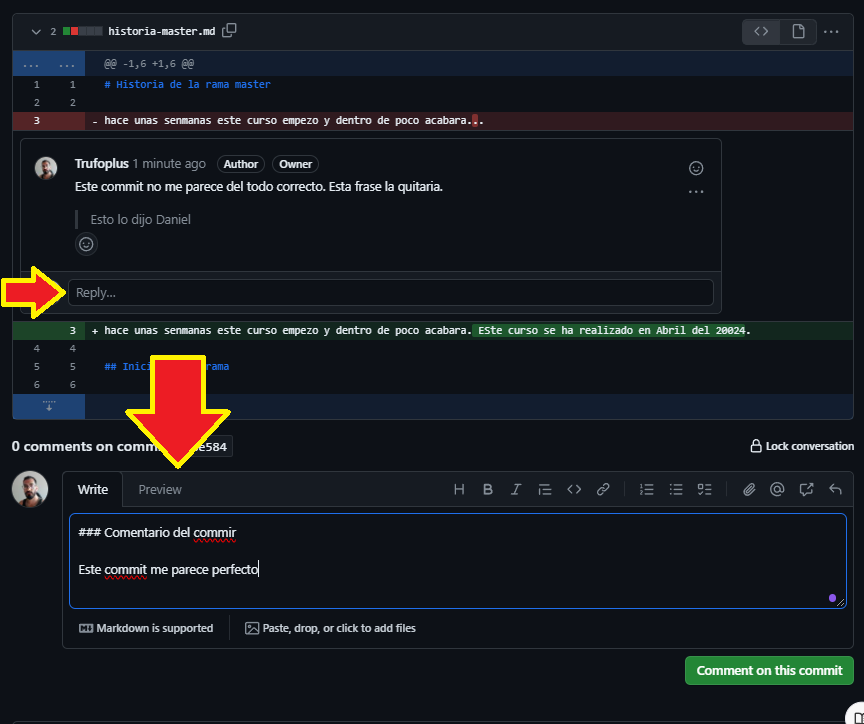 2 historia-master.md
... ... @@ -1,6 +1,6 @@
1 1 # Historia de la rama master
2 2
3 - hace unas senmanas este curso empezo y dentro de poco acabara...
Trufoplus 1 minute ago Author Owner
Este commit no me parece del todo correcto. Esta frase la quitaria.
Esto lo dijo Daniel
Reply...
3 + hace unas senmanas este curso empezo y dentro de poco acabara. ESte curso se ha realizado en Abril del 20024.
4 4
5 5 ## rama
6 6
0 comments on e584
Lock conversation
Write Preview
### Comentario del commir
Este commit me parece perfecto
Markdown is supported Paste, drop, or click to add files
Comment on this commit